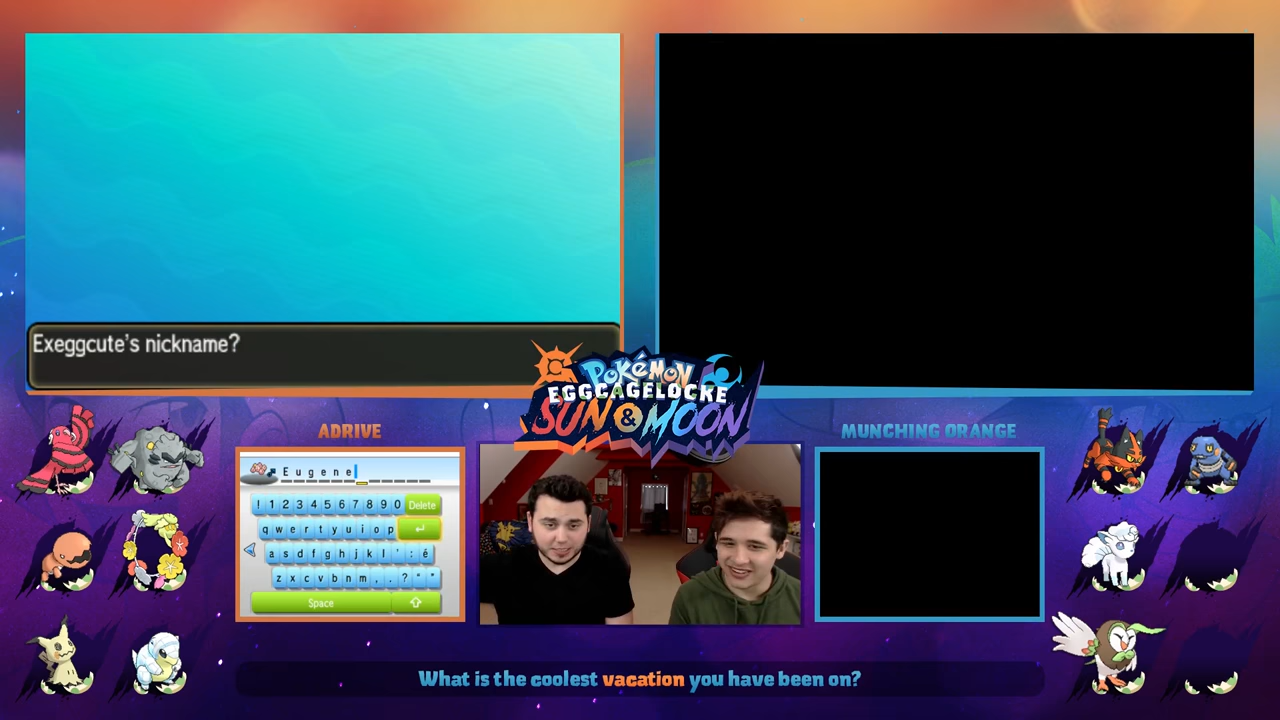 Exeggcute's nickname?
POKéMON
EGGCAGELOCKE
SUN & MOON
ADRIVE
MUNCHING ORANGE
Eugene
! 1 2 3 4 5 6 7 8 9 0 Delete
q w e r t y u i o p
a s d f g h j k l ' : é
z x c v b n m , . ? “ ”
Space
What is the coolest vacation you have been on?